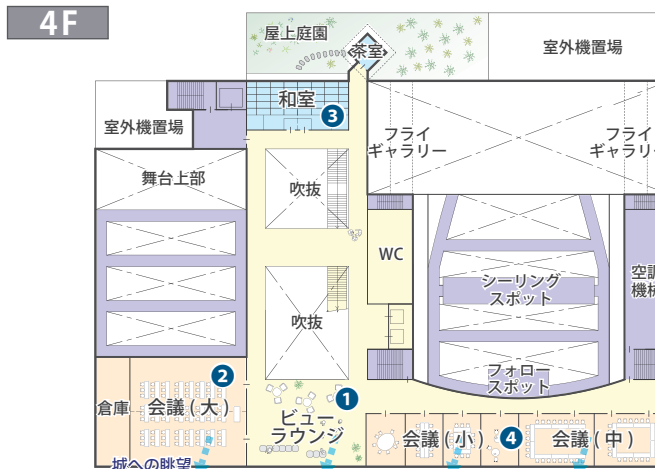 4F
屋上庭園
茶室
室外機置場
和室
3
室外機置場
フライ
ギャラリー
フライ
ギャラリ
舞台上部
吹抜
WC
シーリング
スポット
空調
機械
吹抜
フォロー
スポット
2
1
倉庫
会議(大)
ビュー
ラウンジ
会議(小)
4
会議(中)
城への眺望